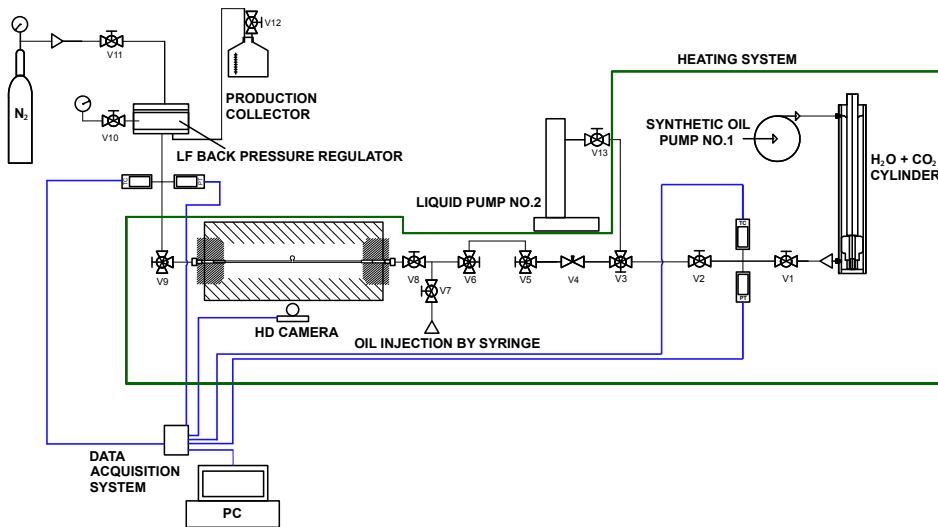 V12
V11
HEATING SYSTEM
N2
PRODUCTION
COLLECTOR
V10
SYNTHETIC OIL
PUMP NO.1
LF BACK PRESSURE REGULATOR
V13
H2O + CO2
CYLINDER
TC
PT
LIQUID PUMP NO.2
TC
V9
V8
V7
V6
V5
V4
V3
V2
V1
PT
HD CAMERA
OIL INJECTION BY SYRINGE
DATA
ACQUISITION
SYSTEM
PC